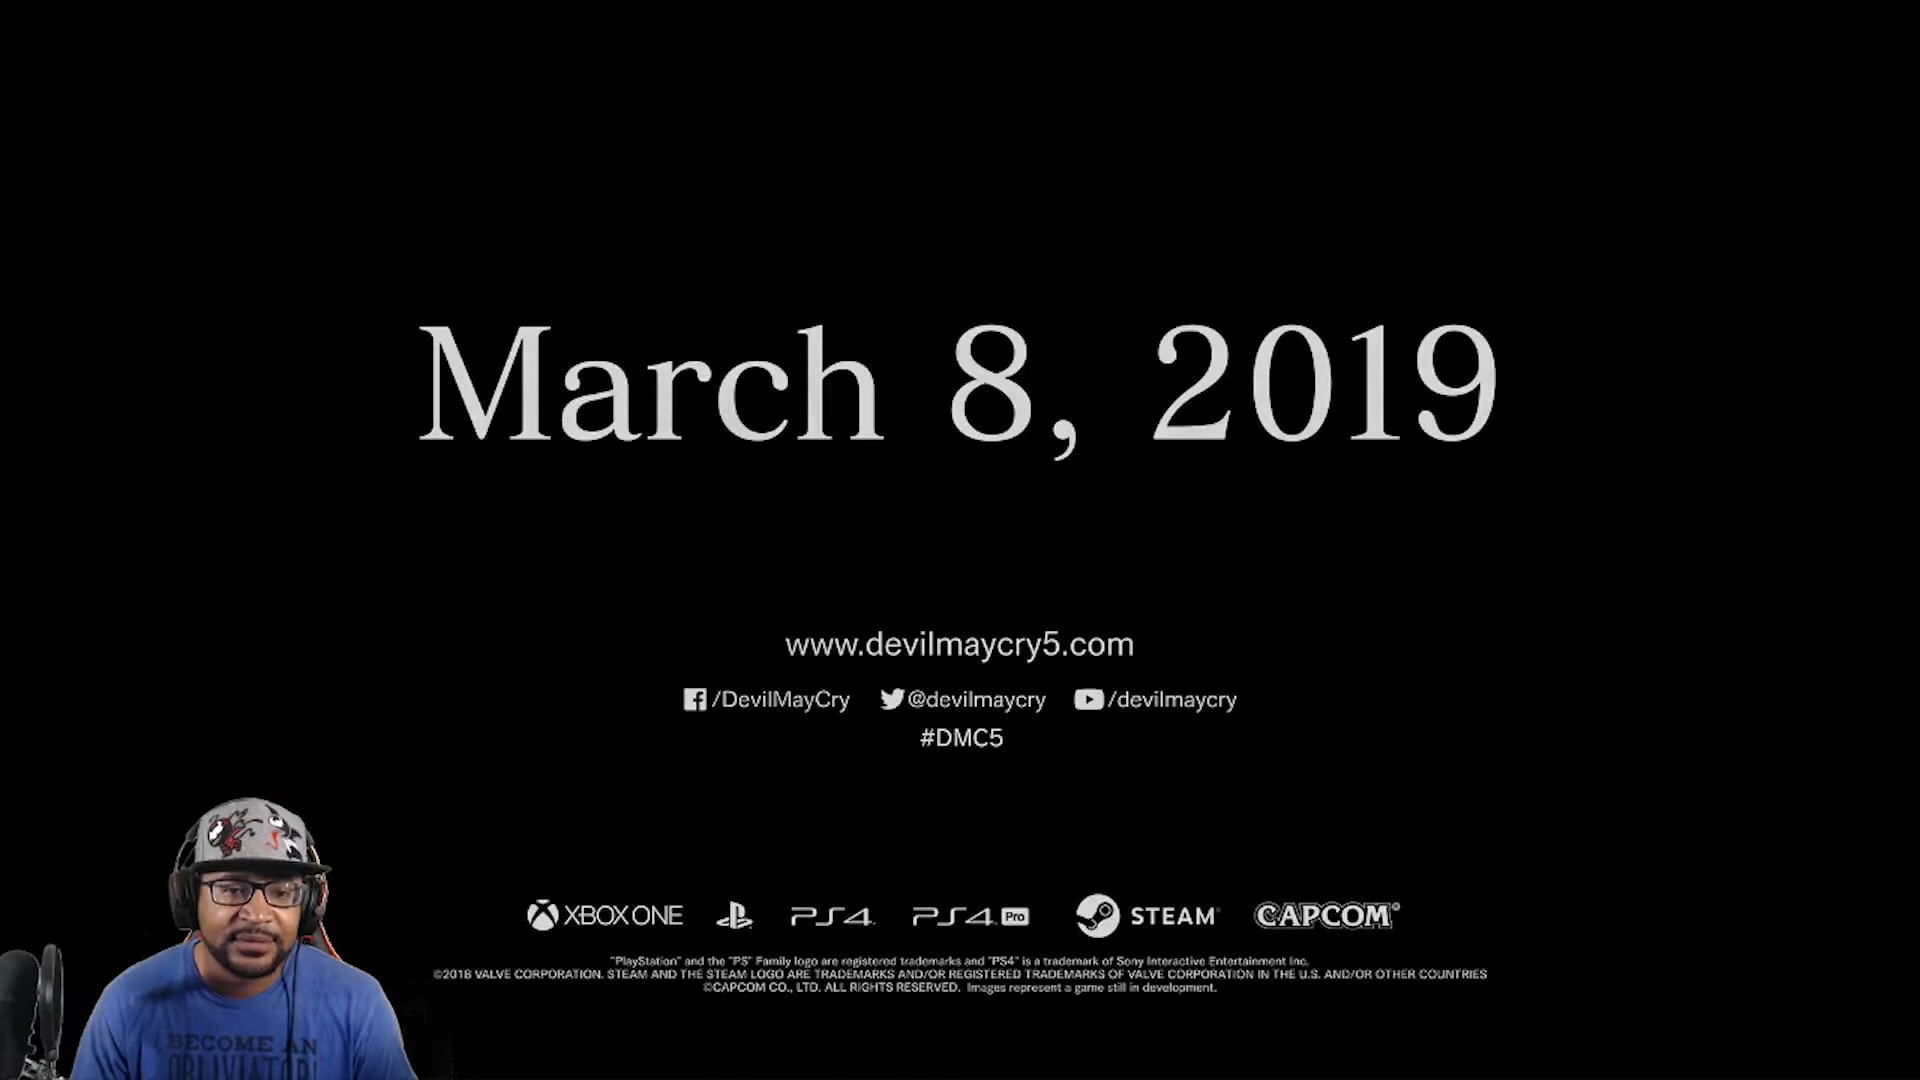 March 8, 2019
www.devilmaycry5.com
/DevilMayCry @devilmaycry /devilmaycry
#DMC5
XBOX ONE PS4 PS4 Pro STEAM CAPCOM
"PlayStation" and the "PS" Family logo are registered trademarks and "PS4" is a trademark of Sony Interactive Entertainment Inc.
©2018 VALVE CORPORATION. STEAM AND THE STEAM LOGO ARE TRADEMARKS AND/OR REGISTERED TRADEMARKS OF VALVE CORPORATION IN THE U.S. AND/OR OTHER COUNTRIES
©CAPCOM CO., LTD. ALL RIGHTS RESERVED. Images represent a game still in development.
BECOME AN
OBLIVIATOR!